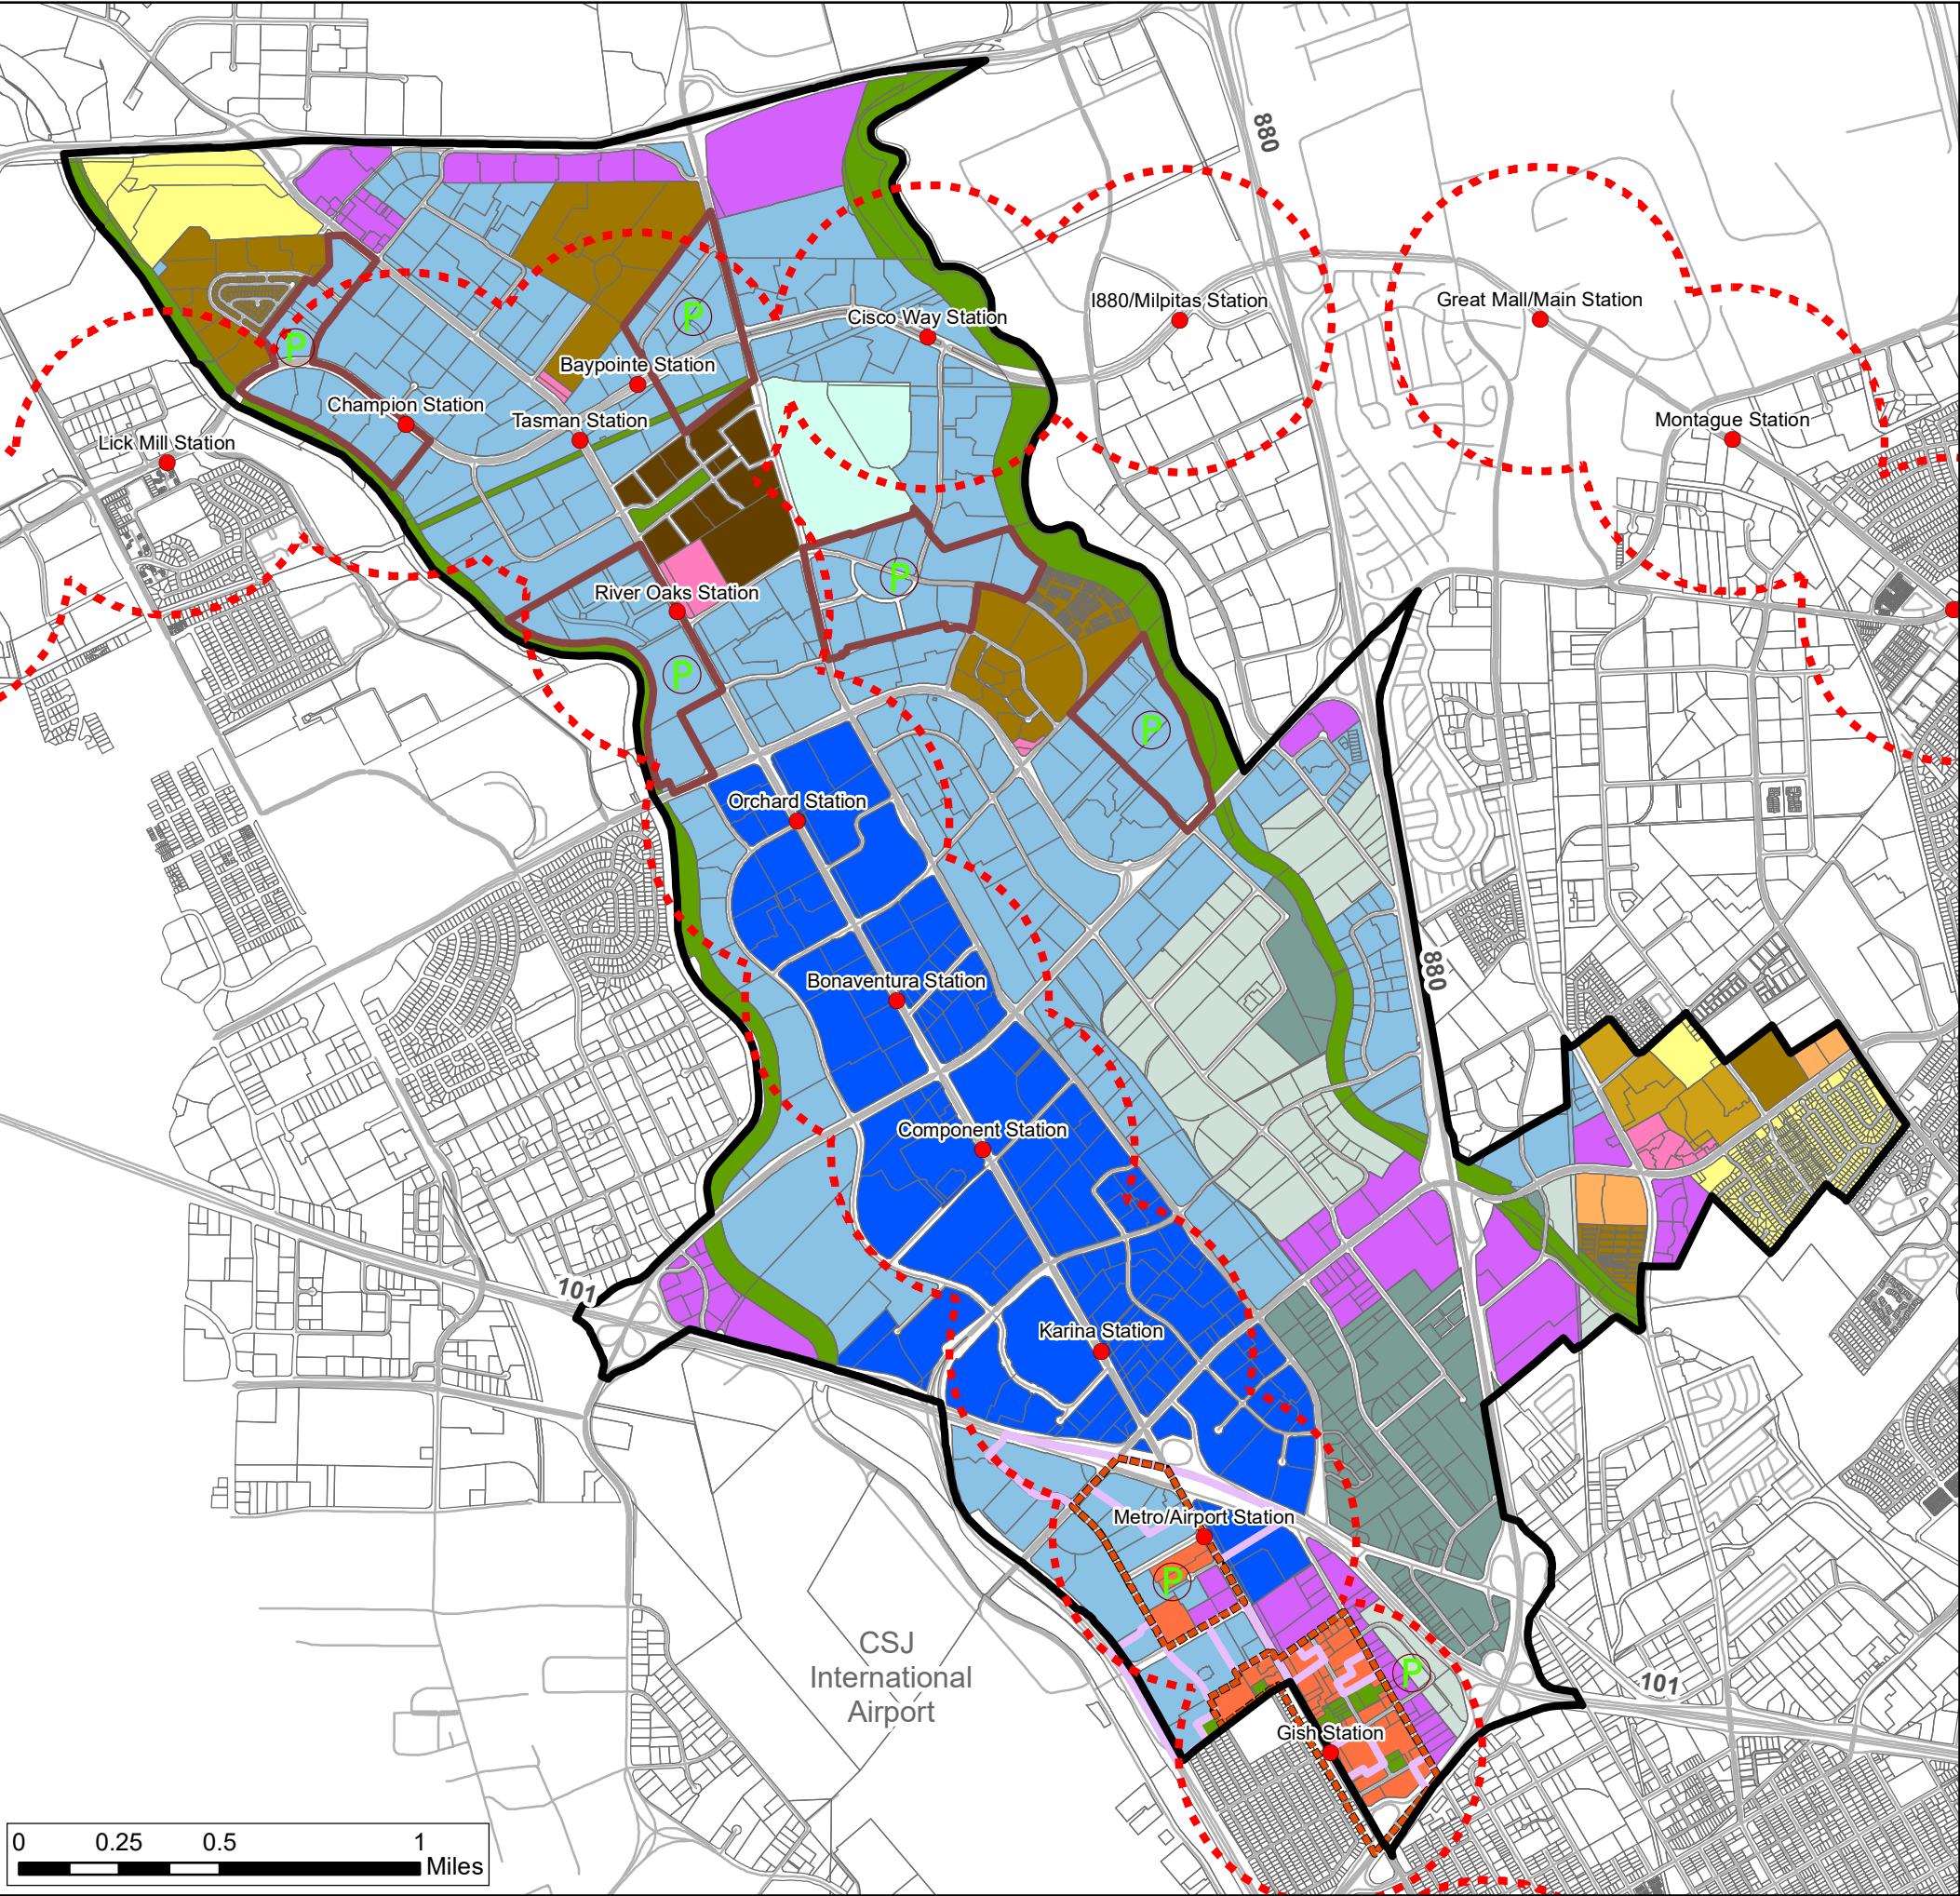 880
I880/Milpitas Station
Great Mall/Main Station
Cisco Way Station
P
P
Baypointe Station
Champion Station
Tasman Station
Montague Station
Lick Mill Station
P
River Oaks Station
P
P
Orchard Station
880
Bonaventura Station
Component Station
101
Karina Station
Metro/Airport Station
P
CSJ
International
Airport
P
101
Gish Station
0 0.25 0.5 1
Miles